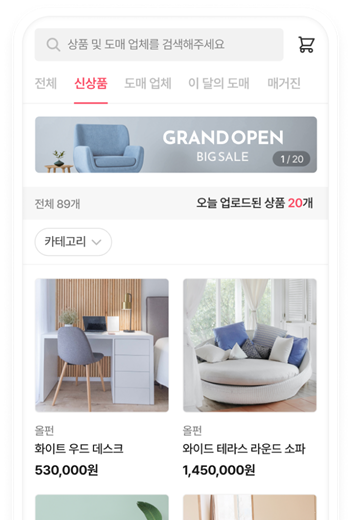 상품 및 도매 업체를 검색해주세요
전체 신상품 도매 업체 이 달의 도매 매거진
GRAND OPEN
BIG SALE
1 / 20
전체 89개 오늘 업로드된 상품 20개
카테고리
올펀 올펀
화이트 우드 데스크 와이드 테라스 라운드 소파
530,000원 1,450,000원